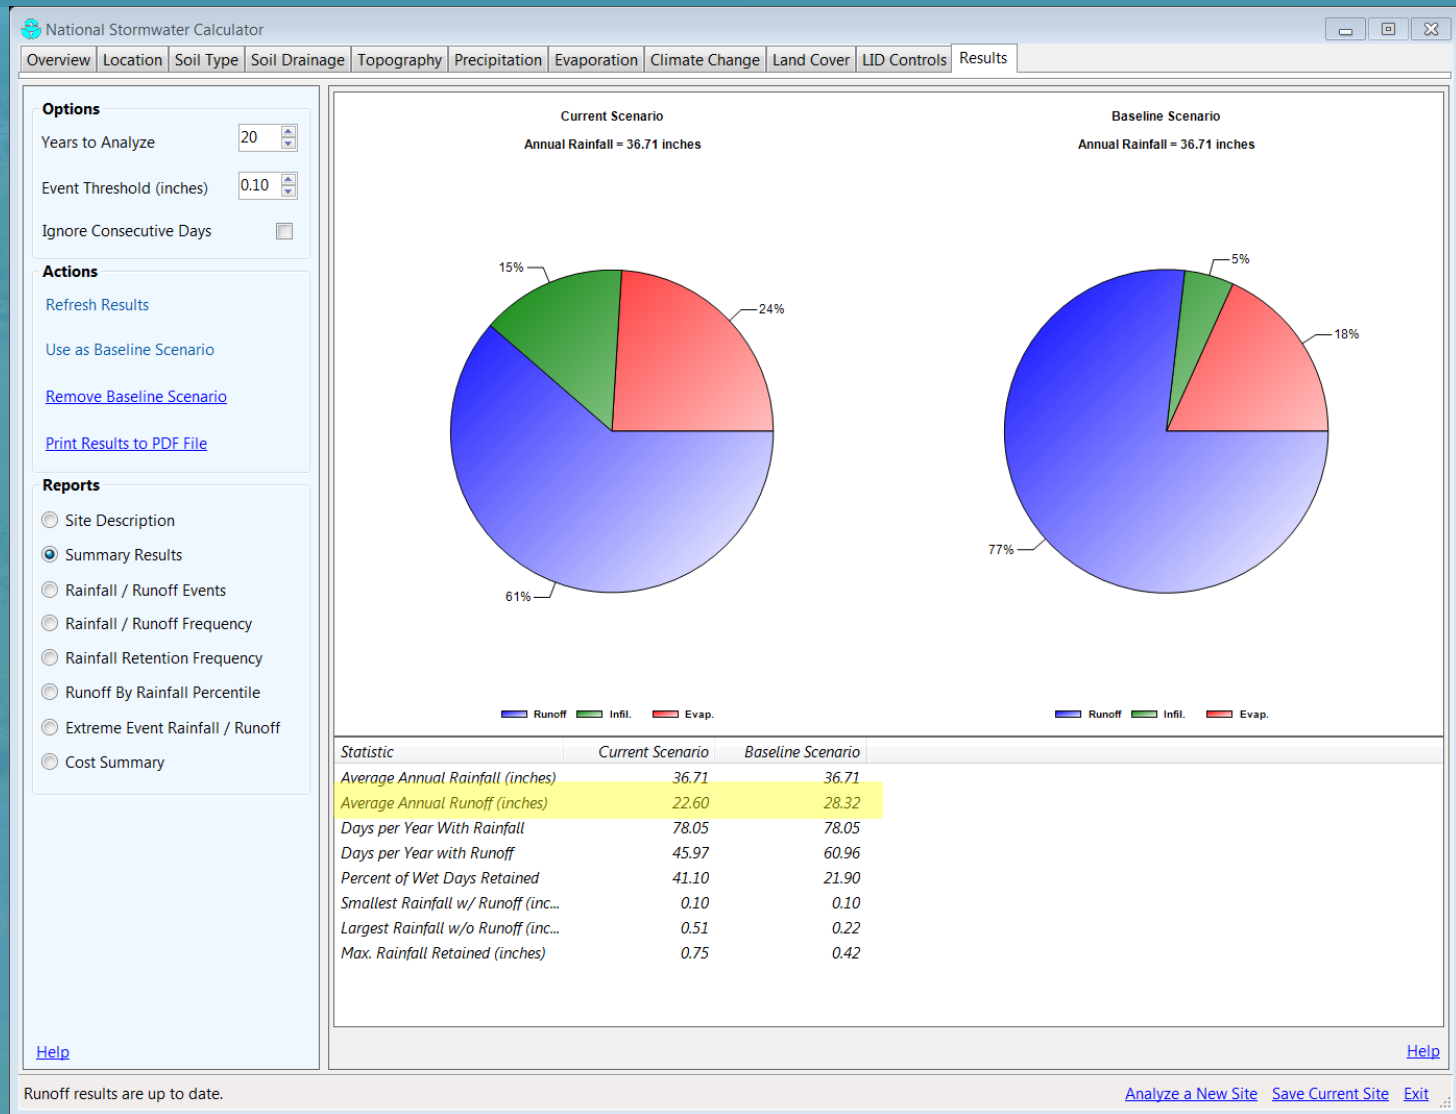 National Stormwater Calculator
Overview Location Soil Type Soil Drainage Topography Precipitation Evaporation Climate Change Land Cover LID Controls Results
Options
Years to Analyze 20
Event Threshold (inches) 0.10
Ignore Consecutive Days
Actions
Refresh Results
Use as Baseline Scenario
Remove Baseline Scenario
Print Results to PDF File
Reports
Site Description
Summary Results
Rainfall / Runoff Events
Rainfall / Runoff Frequency
Rainfall Retention Frequency
Runoff By Rainfall Percentile
Extreme Event Rainfall / Runoff
Cost Summary
Help
Current Scenario
Annual Rainfall = 36.71 inches
15%
24%
61%
Runoff Infil. Evap.
Baseline Scenario
Annual Rainfall = 36.71 inches
5%
18%
77%
Runoff Infil. Evap.
Statistic Current Scenario Baseline Scenario
Average Annual Rainfall (inches) 36.71 36.71
Average Annual Runoff (inches) 22.60 28.32
Days per Year With Rainfall 78.05 78.05
Days per Year with Runoff 45.97 60.96
Percent of Wet Days Retained 41.10 21.90
Smallest Rainfall w/ Runoff (inc... 0.10 0.10
Largest Rainfall w/o Runoff (inc... 0.51 0.22
Max. Rainfall Retained (inches) 0.75 0.42
Help
Runoff results are up to date.
Analyze a New Site Save Current Site Exit